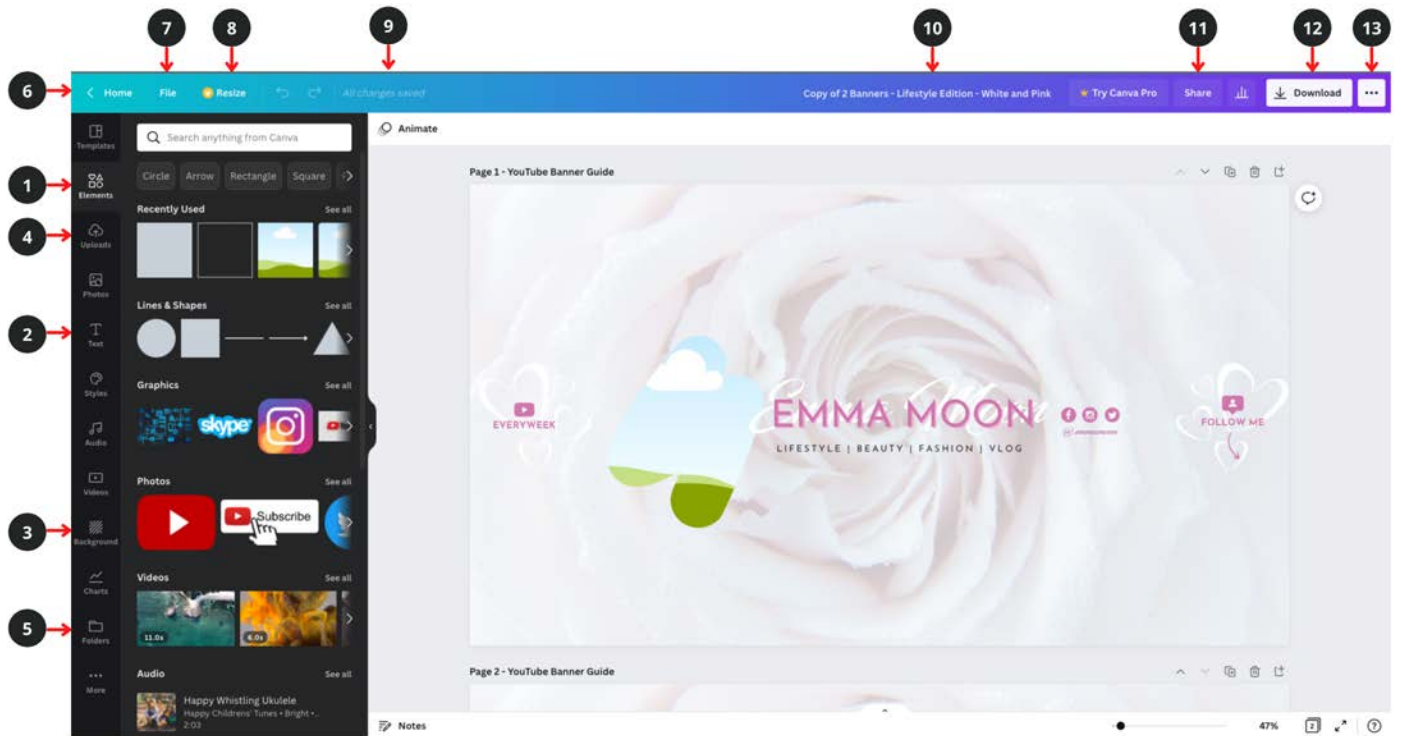 7
8
9
10
11
12
13
6
Home
File
Resize
All changes saved
Copy of 2 Banners - Lifestyle Edition - White and Pink
Try Canva Pro
Share
Download
Templates
Search anything from Canva
Animate
Circle
Arrow
Rectangle
Square
Page 1 - YouTube Banner Guide
1
Elements
Recently Used
See all
4
Uploads
Photos
Lines & Shapes
See all
2
Text
Styles
Graphics
See all
skype
Audio
Videos
Photos
See all
Subscribe
3
Background
Charts
Videos
See all
11.0s
6.0s
5
Folders
More
Audio
See all
Happy Whistling Ukulele
Happy Childrens' Tunes • Bright •...
2:03
EVERYWEEK
Emma Moon
EMMA MOON
LIFESTYLE | BEAUTY | FASHION | VLOG
FOLLOW ME
Page 2 - YouTube Banner Guide
Notes
47%
2
?